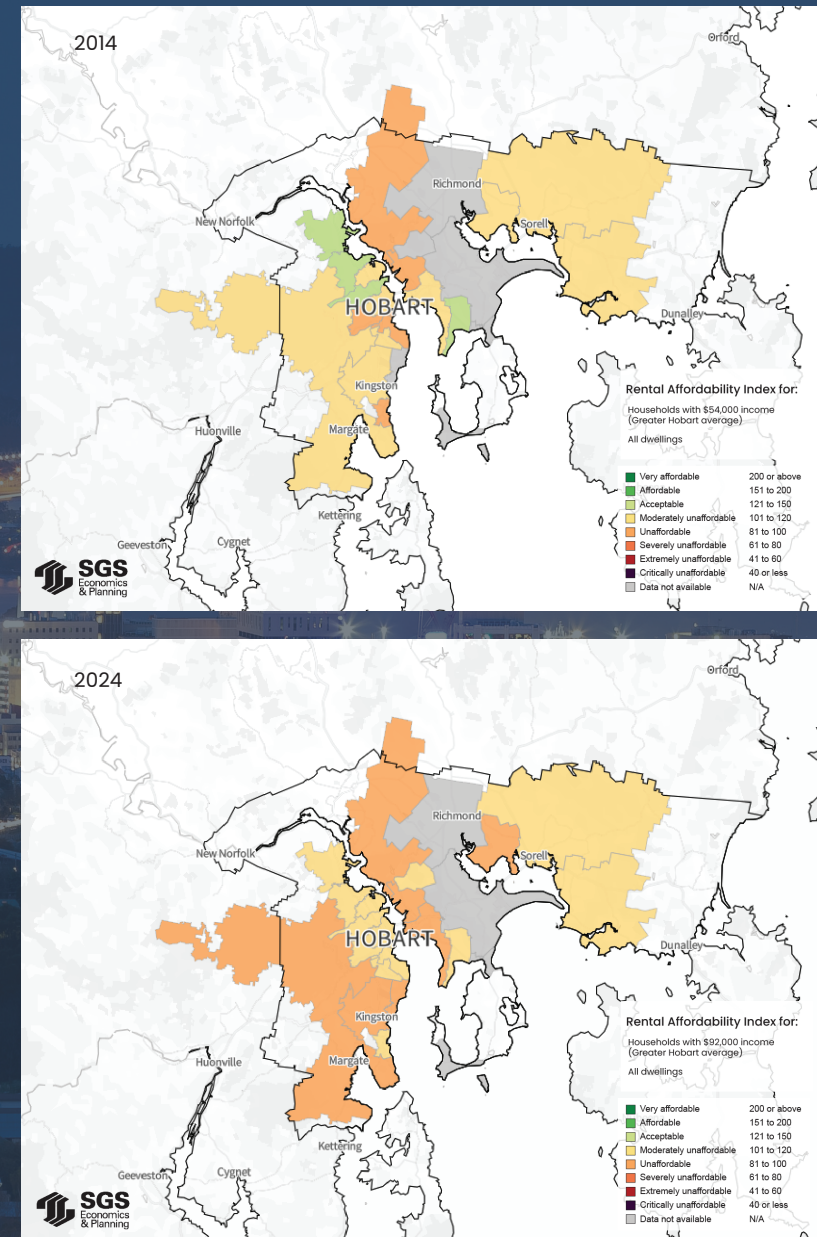 2014
Orford
Richmond
New Norfolk
Sorell
HOBART
Dunalley
Kingston
Rental Affordability Index for:
Households with $54,000 income
(Greater Hobart average)
All dwellings
Huonville
Margate
Very affordable 200 or above
Affordable 151 to 200
Acceptable 121 to 150
Moderately unaffordable 101 to 120
Unaffordable 81 to 100
Severely unaffordable 61 to 80
Extremely unaffordable 41 to 60
Critically unaffordable 40 or less
Data not available N/A
Kettering
Geeveston
Cygnet
SGS
Economics
& Planning
2024
Orford
Richmond
New Norfolk
Sorell
HOBART
Dunalley
Kingston
Rental Affordability Index for:
Households with $92,000 income
(Greater Hobart average)
All dwellings
Huonville
Margate
Very affordable 200 or above
Affordable 151 to 200
Acceptable 121 to 150
Moderately unaffordable 101 to 120
Unaffordable 81 to 100
Severely unaffordable 61 to 80
Extremely unaffordable 41 to 60
Critically unaffordable 40 or less
Data not available N/A
Kettering
Geeveston
Cygnet
SGS
Economics
& Planning